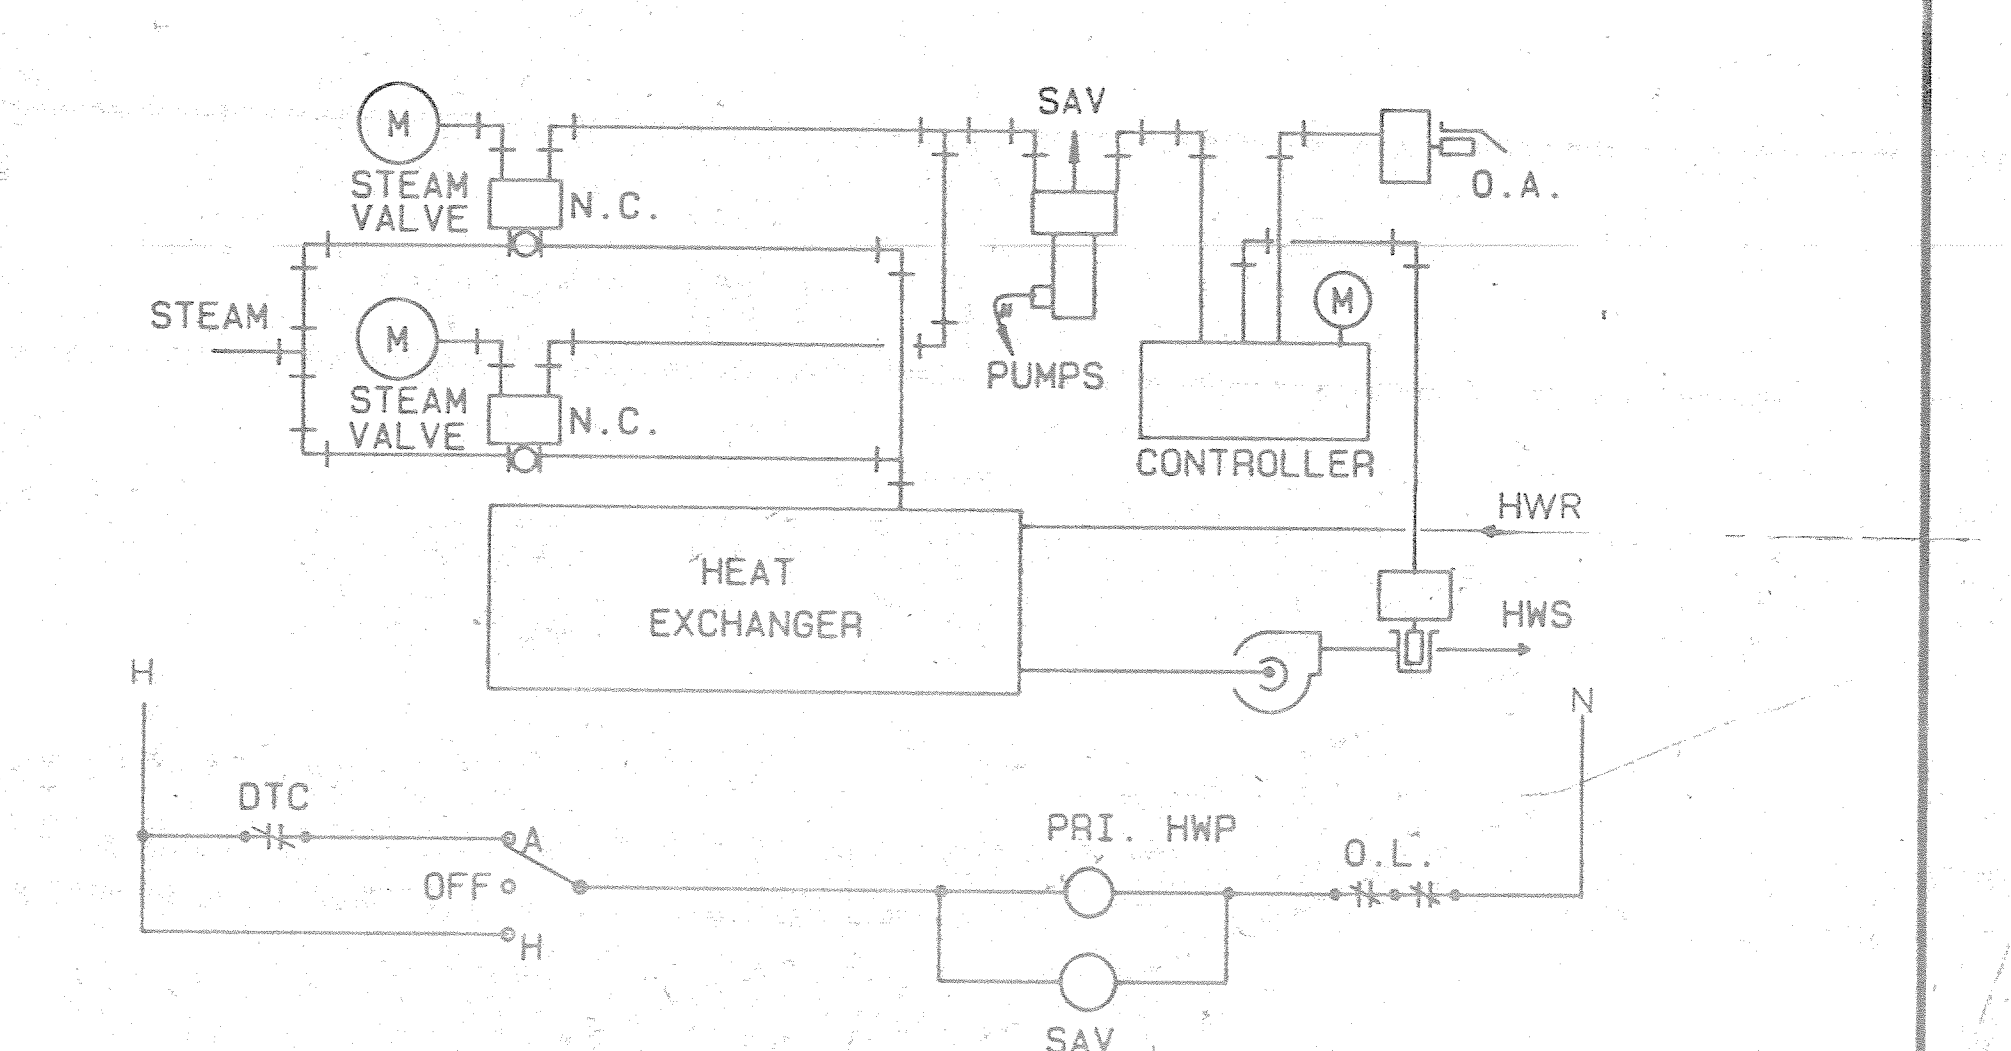 SAV
M
STEAM
VALVE
N.C.
O.A.
STEAM
M
M
STEAM
VALVE
N.C.
PUMPS
CONTROLLER
HWR
HEAT
EXCHANGER
HWS
H
N
DTC
A
OFF
H
PRI. HWP
O.L.
SAV